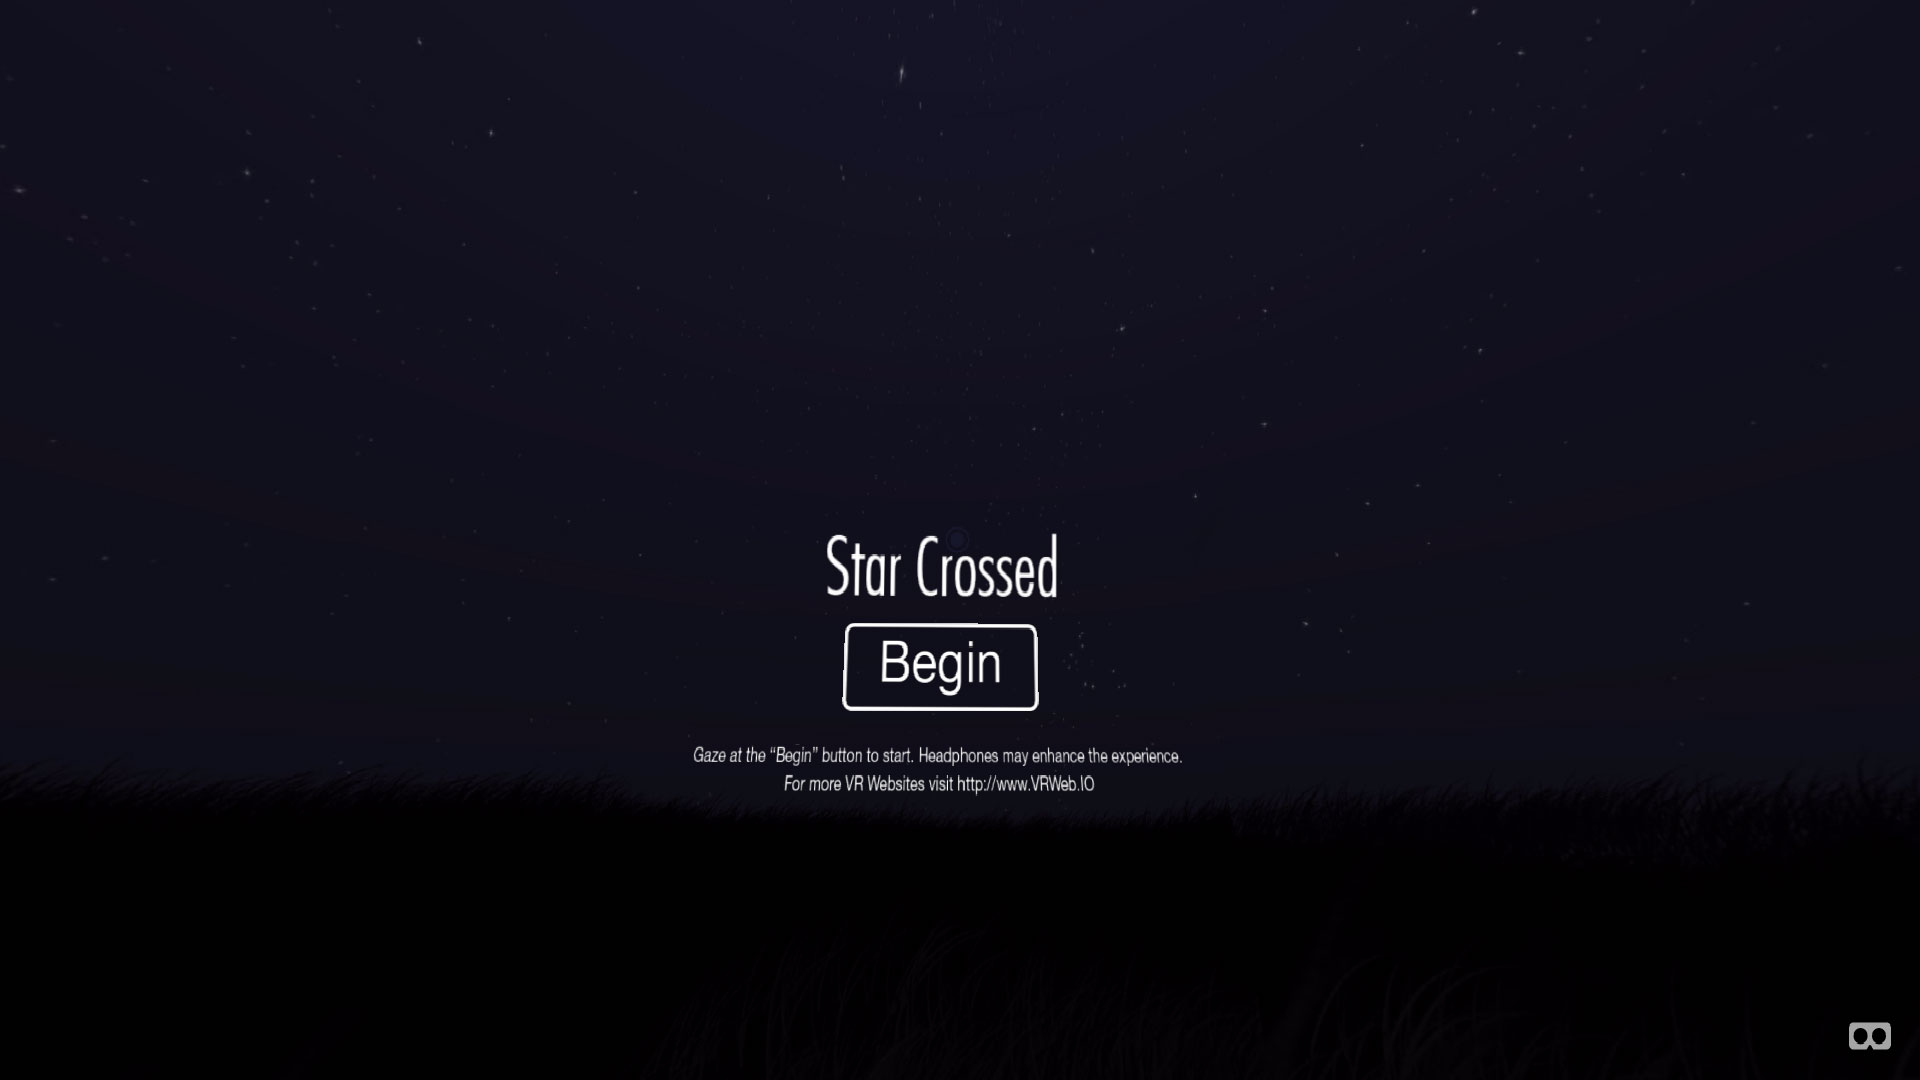 Star Crossed
Begin
Gaze at the “Begin” button to start. Headphones may enhance the experience.
For more VR Websites visit http://www.VRWeb.IO